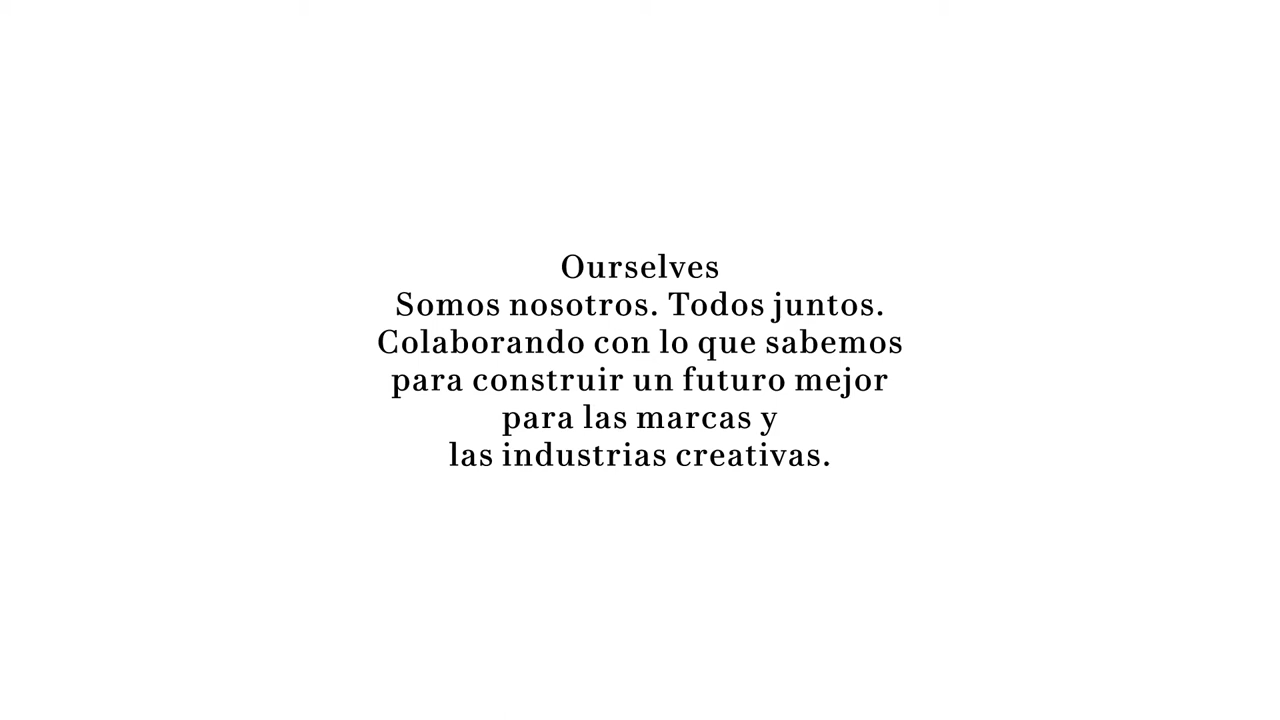 Ourselves
Somos nosotros. Todos juntos.
Colaborando con lo que sabemos
para construir un futuro mejor
para las marcas y
las industrias creativas.